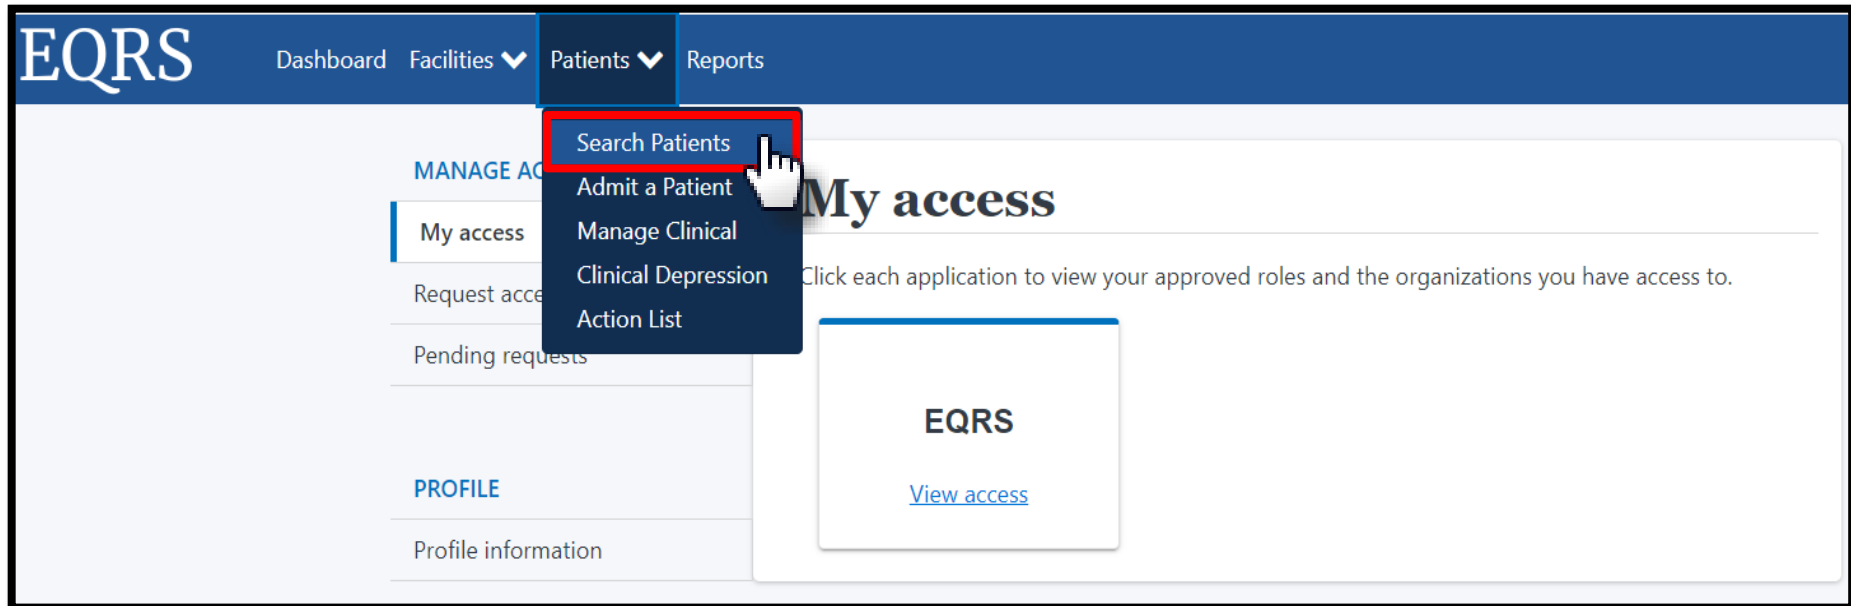 EQRS
Dashboard Facilities Patients Reports
Search Patients
Admit a Patient
Manage Clinical
Clinical Depression
Action List
MANAGE AC
My access
Request acce
Pending requests
PROFILE
Profile information
My access
Click each application to view your approved roles and the organizations you have access to.
EQRS
View access